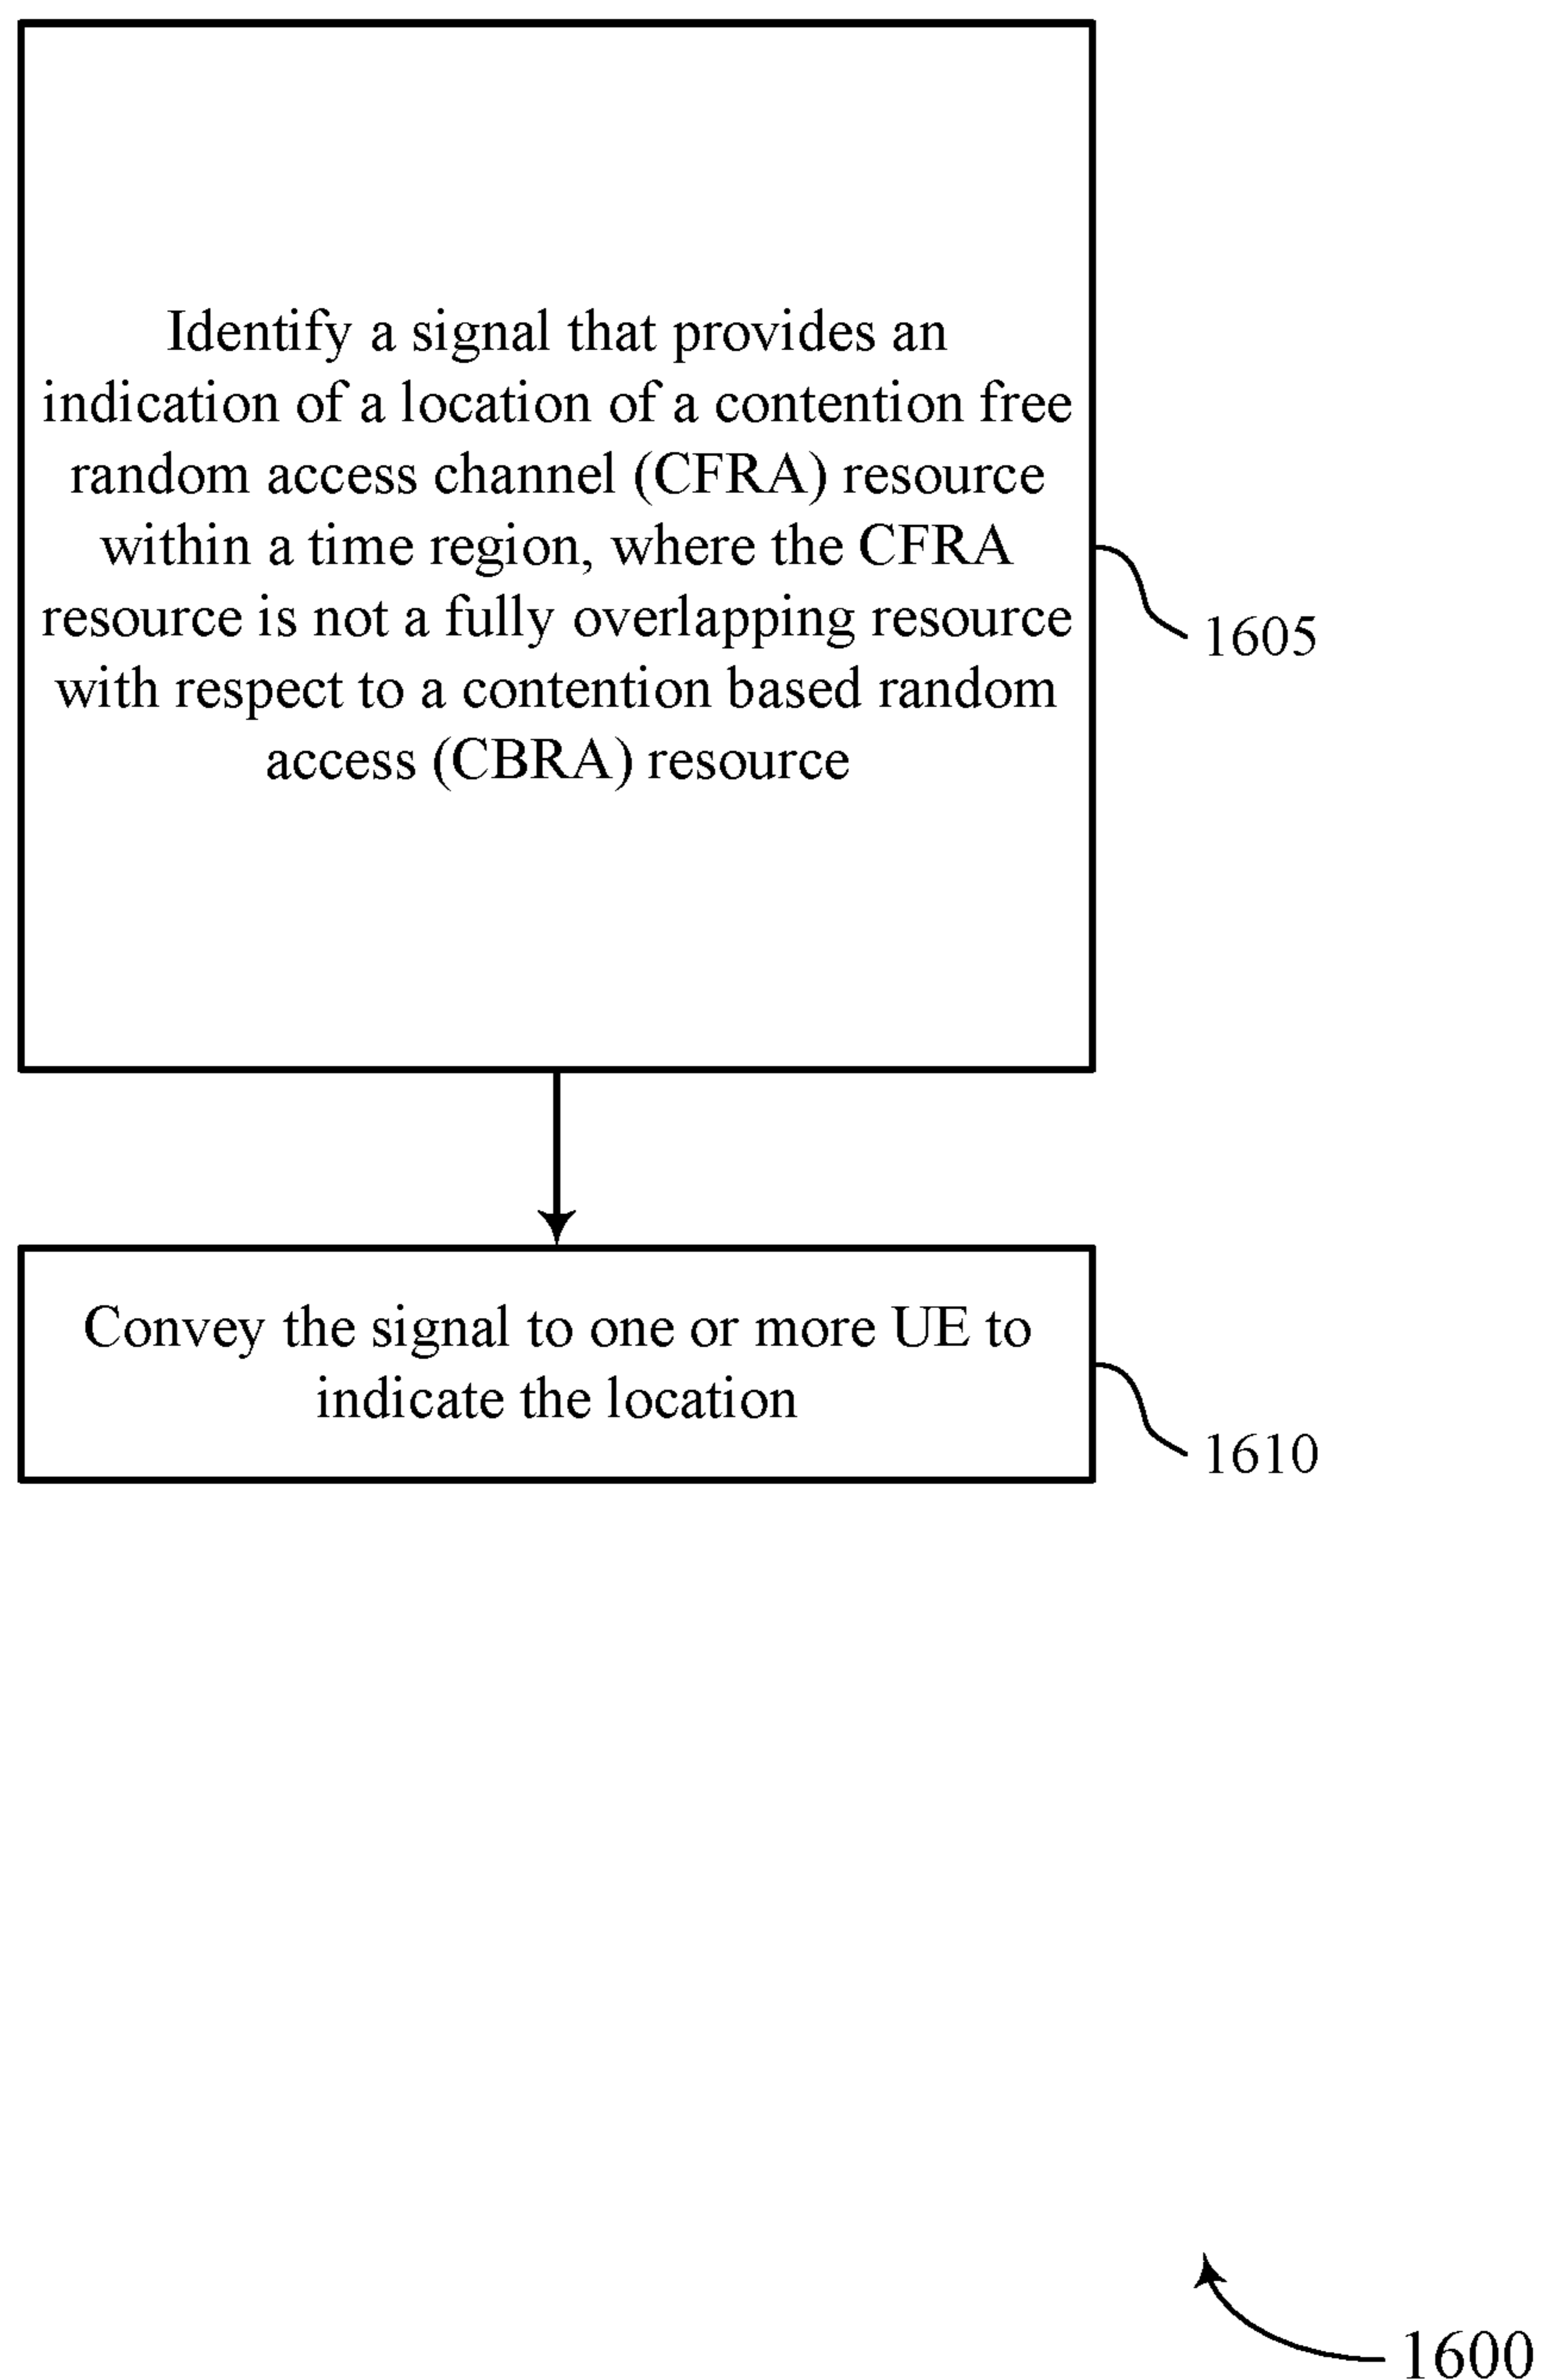 Identify a signal that provides an
indication of a location of a contention free
random access channel (CFRA) resource
within a time region, where the CFRA
resource is not a fully overlapping resource
with respect to a contention based random
access (CBRA) resource
1605
Convey the signal to one or more UE to
indicate the location
1610
1600